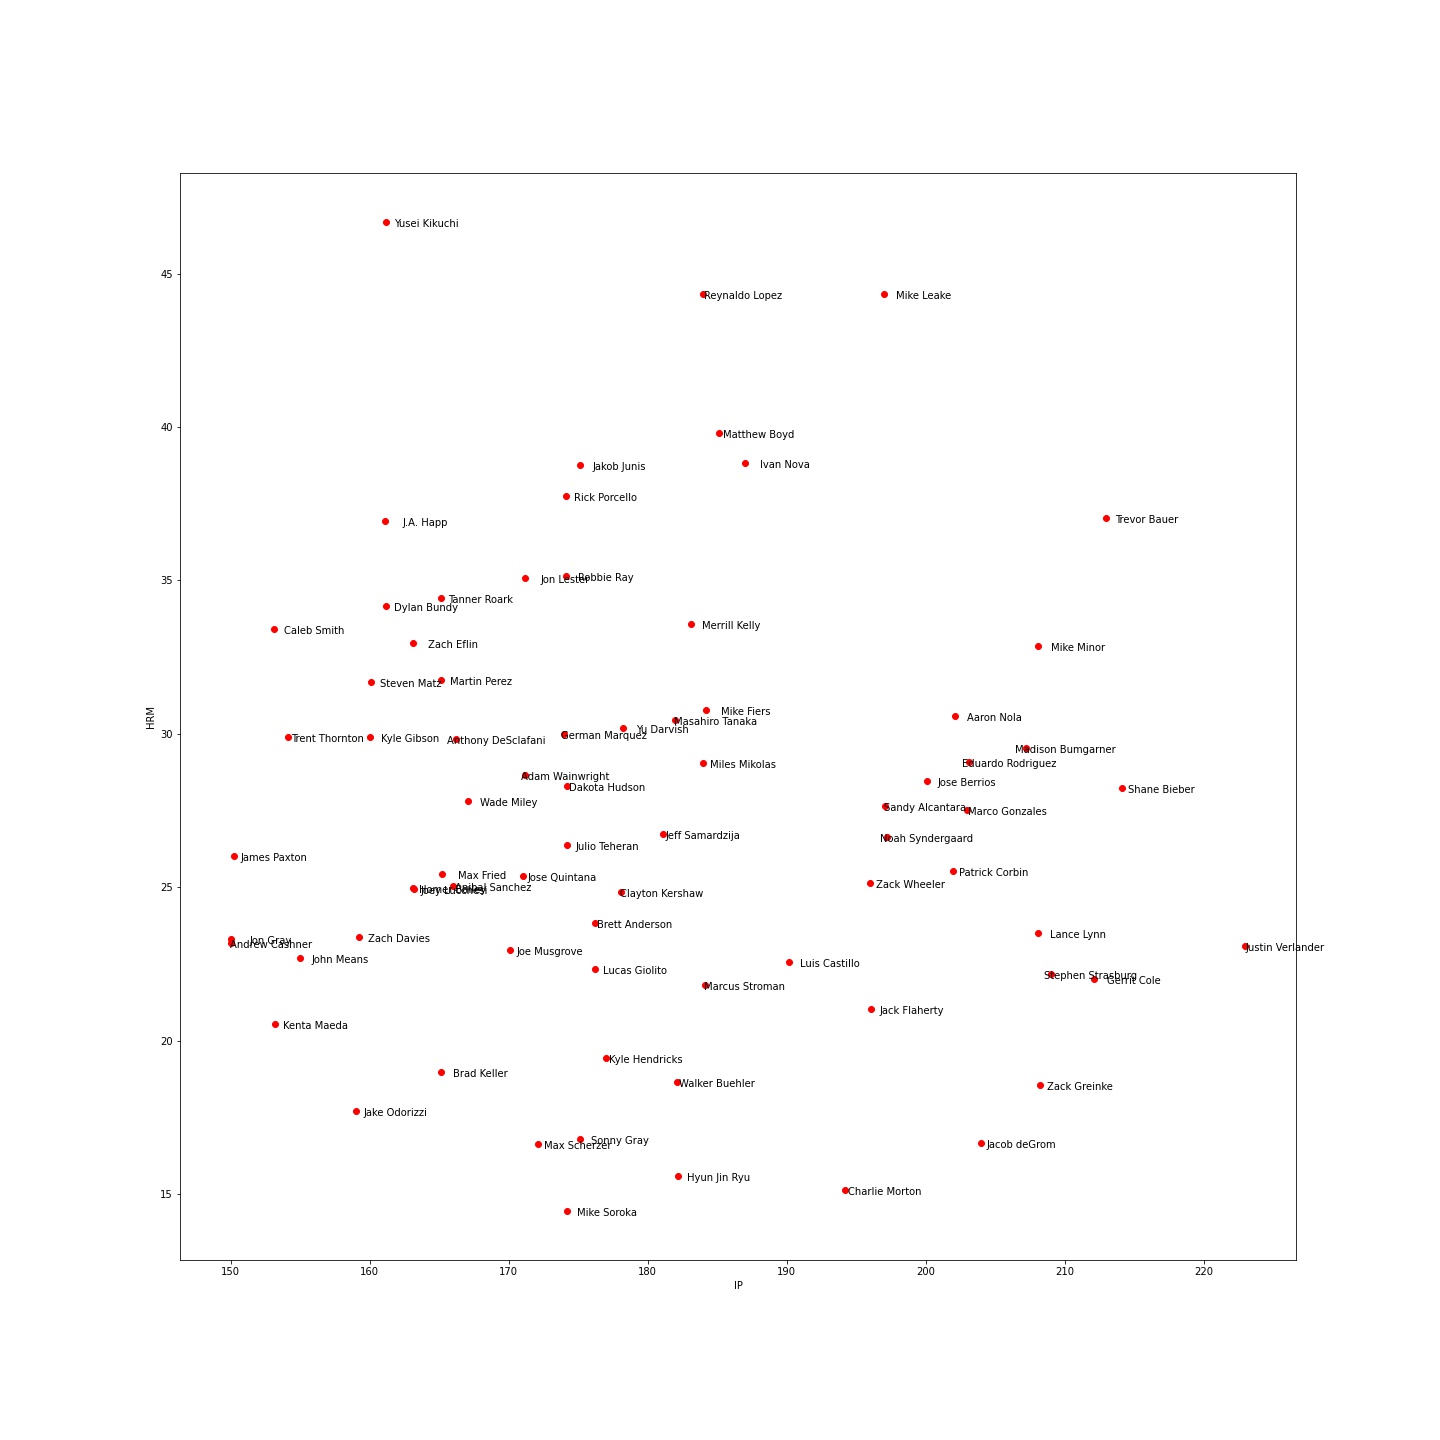 Yusei Kikuchi
45
Reynaldo Lopez
Mike Leake
40
Matthew Boyd
Ivan Nova
Jakob Junis
Rick Porcello
Trevor Bauer
J.A. Happ
35
Robbie Ray
Jon Lester
Tanner Roark
Dylan Bundy
Merrill Kelly
Caleb Smith
Zach Eflin
Mike Minor
Martin Perez
Steven Matz
HRM
Mike Fiers
Aaron Nola
Masahiro Tanaka
Yu Darvish
30
German Marquez
Trent Thornton
Kyle Gibson
Anthony DeSclafani
Madison Bumgarner
Eduardo Rodriguez
Miles Mikolas
Adam Wainwright
Jose Berrios
Dakota Hudson
Shane Bieber
Wade Miley
Sandy Alcantara
Marco Gonzales
Jeff Samardzija
Noah Syndergaard
Julio Teheran
James Paxton
Patrick Corbin
Max Fried
Jose Quintana
Zack Wheeler
25
Anibal Sanchez
Homer Bailey
Joey Lucchesi
Clayton Kershaw
Brett Anderson
Lance Lynn
Zach Davies
Jon Gray
Andrew Cashner
Justin Verlander
Joe Musgrove
John Means
Luis Castillo
Lucas Giolito
Stephen Strasburg
Gerrit Cole
Marcus Stroman
Jack Flaherty
Kenta Maeda
20
Kyle Hendricks
Brad Keller
Walker Buehler
Zack Greinke
Jake Odorizzi
Sonny Gray
Max Scherzer
Jacob deGrom
Hyun Jin Ryu
Charlie Morton
15
Mike Soroka
150 160 170 180 190 200 210 220
IP